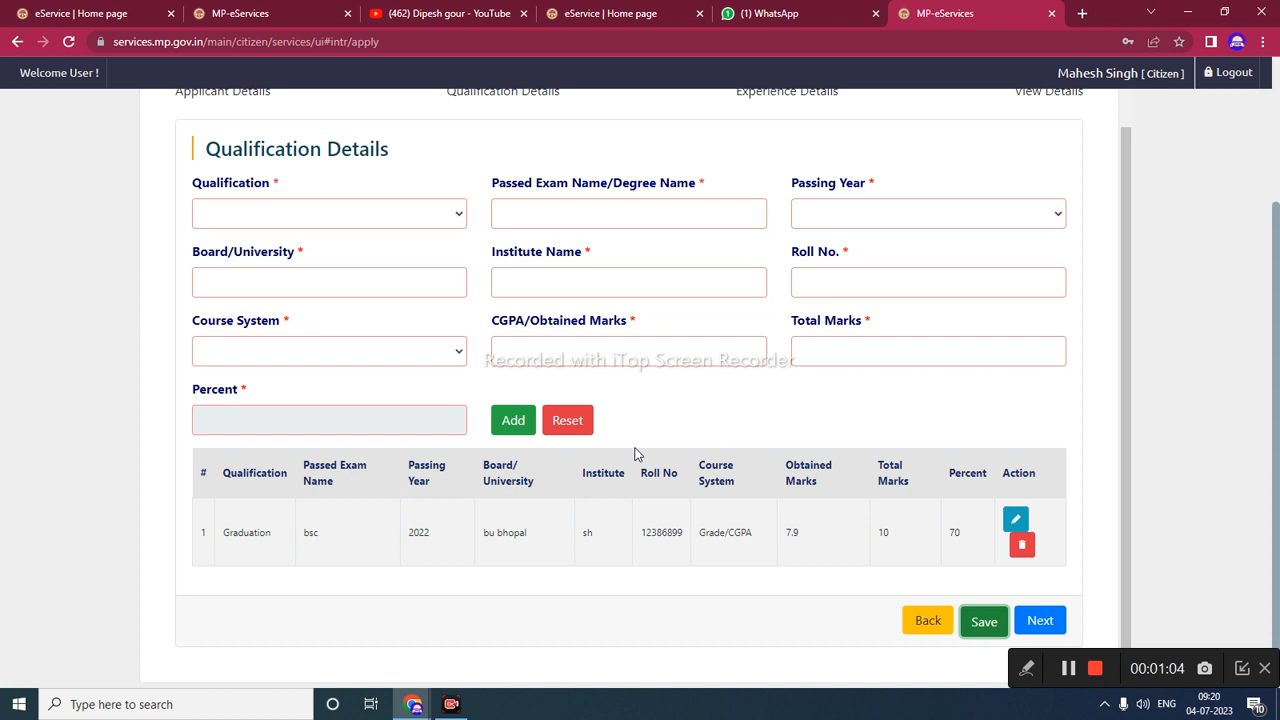 eService | Home page
MP-eServices
(462) Dipesh gour - YouTube
eService | Home page
(1) WhatsApp
MP-eServices
services.mp.gov.in/main/citizen/services/ui#intr/apply
Welcome User !
Mahesh Singh [ Citizen ]
Logout
Applicant Details
Qualification Details
Experience Details
View Details
Qualification Details
Qualification *
Passed Exam Name/Degree Name *
Passing Year *
Board/University *
Institute Name *
Roll No. *
Course System *
CGPA/Obtained Marks *
Total Marks *
Recorded with iTop Screen Recorder
Percent *
Add
Reset
# Qualification Passed Exam Name Passing Year Board/ University Institute Roll No Course System Obtained Marks Total Marks Percent Action
1 Graduation bsc 2022 bu bhopal sh 12386899 Grade/CGPA 7.9 10 70
Back
Save
Next
00:01:04
Type here to search
ENG
09:20
04-07-2023
10